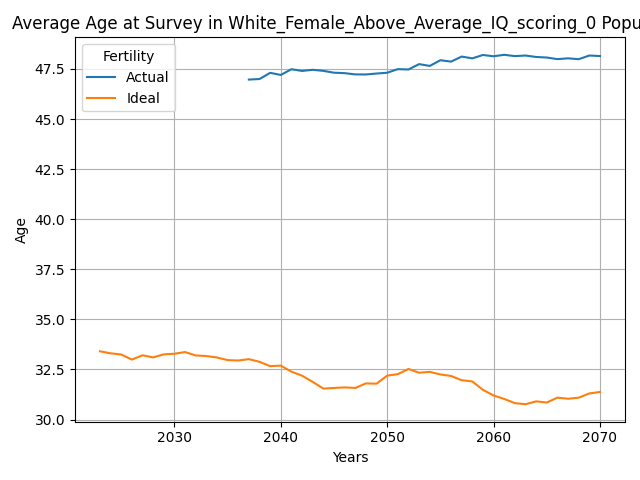 Average Age at Survey in White_Female_Above_Average_IQ_scoring_0 Popu
Fertility
Actual
Ideal
47.5
45.0
42.5
40.0
37.5
35.0
32.5
30.0
Age
2030 2040 2050 2060 2070
Years